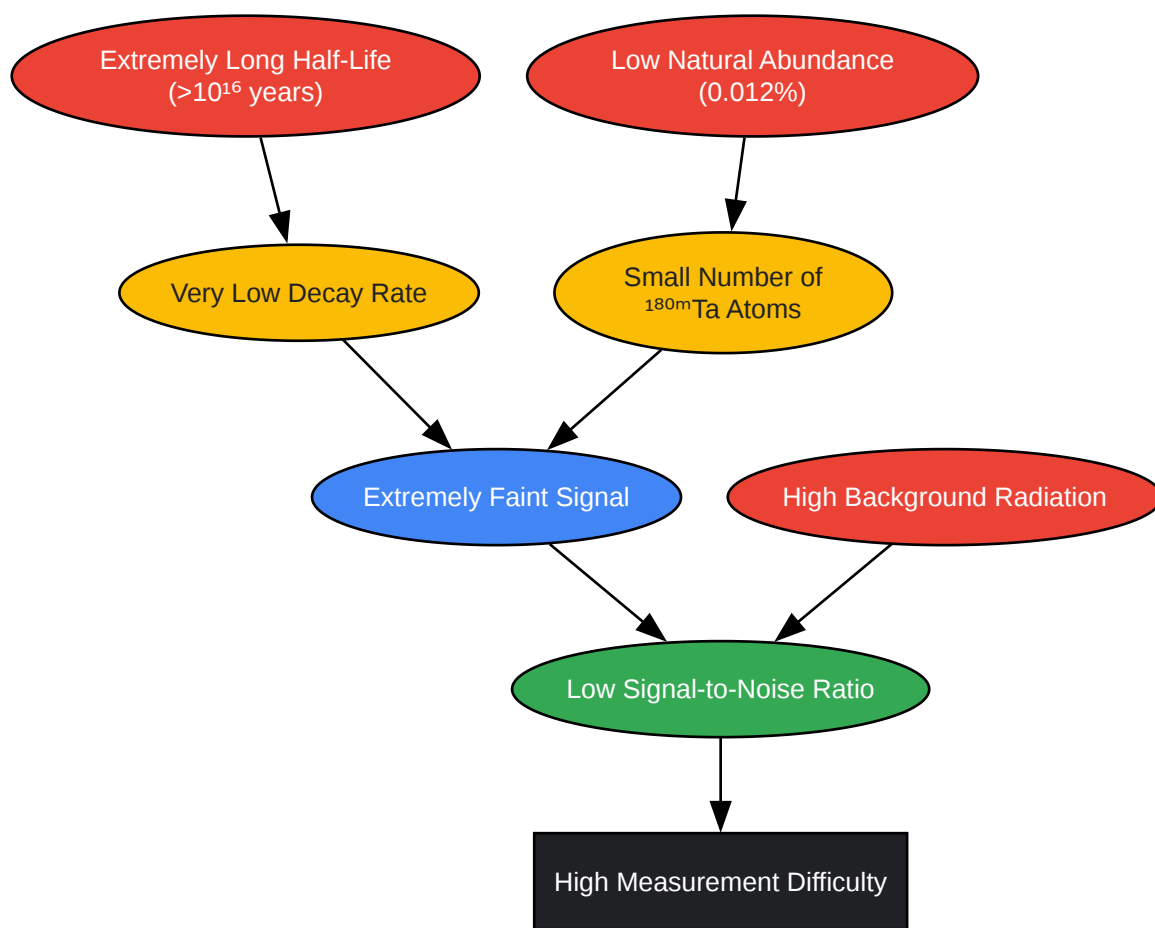 Extremely Long Half-Life
(>10¹⁶ years)
Low Natural Abundance
(0.012%)
Very Low Decay Rate
Small Number of
¹⁸⁰ᵐTa Atoms
Extremely Faint Signal
High Background Radiation
Low Signal-to-Noise Ratio
High Measurement Difficulty